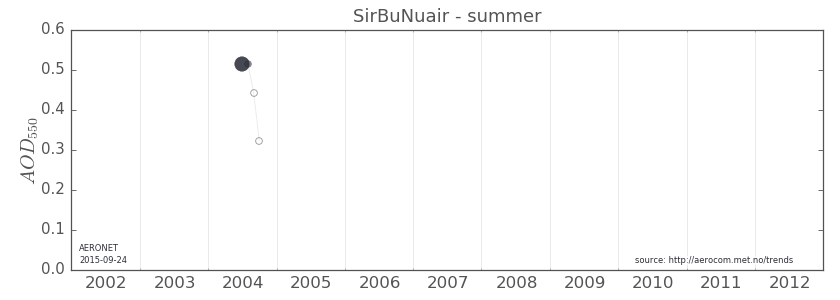 SirBuNuair - summer
0.6
0.5
0.4
0.3
0.2
0.1
0.0
AOD550
AERONET
2015-09-24
source: http://aerocom.met.no/trends
2002 2003 2004 2005 2006 2007 2008 2009 2010 2011 2012